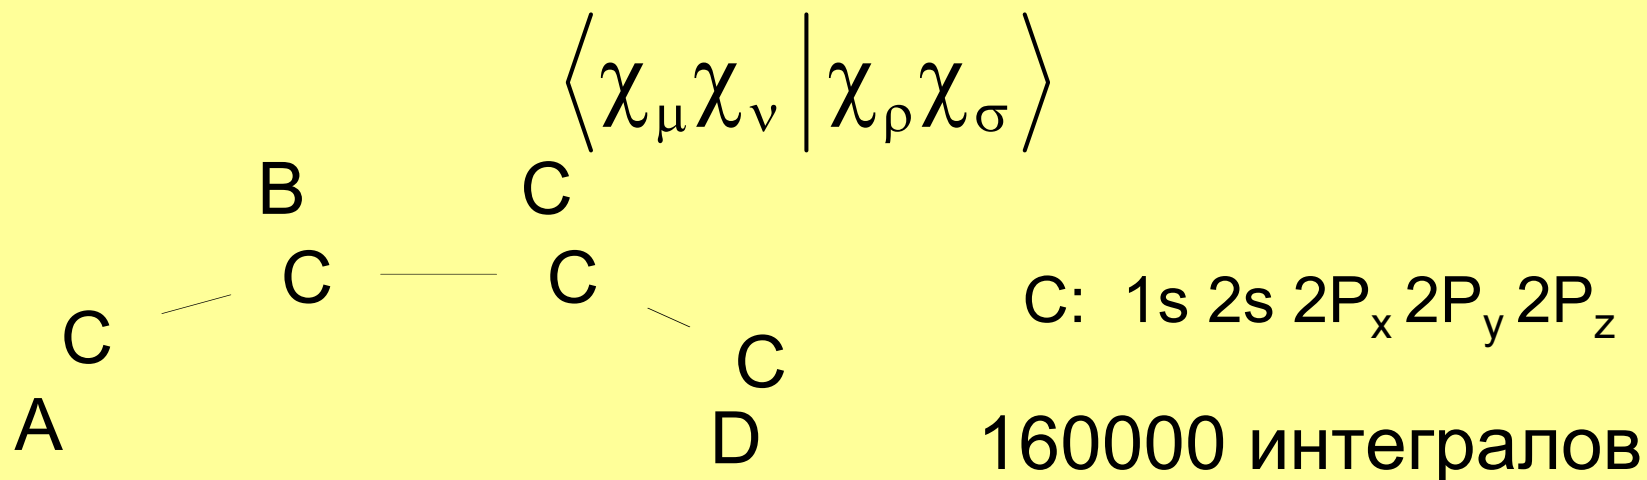 ⟨χμχν|χρχσ⟩
B C
C C
C: 1s 2s 2Px 2Py 2Pz
C
C
A D
160000 интегралов